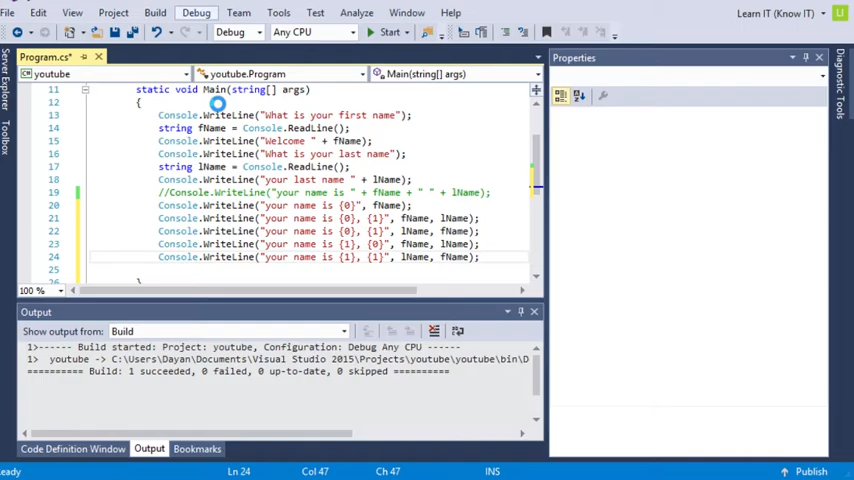 File Edit View Project Build Debug Team Tools Test Analyze Window Help Learn IT (Know IT) LI
Debug Any CPU Start
Server Explorer
Toolbox
Program.cs*
youtube youtube.Program Main(string[] args)
11 static void Main(string[] args)
12 {
13 Console.WriteLine("What is your first name");
14 string fName = Console.ReadLine();
15 Console.WriteLine("Welcome " + fName);
16 Console.WriteLine("What is your last name");
17 string lName = Console.ReadLine();
18 Console.WriteLine("your last name " + lName);
19 //Console.WriteLine("your name is " + fName + " " + lName);
20 Console.WriteLine("your name is {0}", fName);
21 Console.WriteLine("your name is {0}, {1}", fName, lName);
22 Console.WriteLine("your name is {0}, {1}", lName, fName);
23 Console.WriteLine("your name is {1}, {0}", fName, lName);
24 Console.WriteLine("your name is {1}, {1}", lName, fName);
25
26 }
100 %
Output
Show output from: Build
1>------ Build started: Project: youtube, Configuration: Debug Any CPU ------
1> youtube -> C:\Users\Dayan\Documents\Visual Studio 2015\Projects\youtube\youtube\bin\D
========== Build: 1 succeeded, 0 failed, 0 up-to-date, 0 skipped ==========
Code Definition Window Output Bookmarks
Properties
Diagnostic Tools
eady Ln 24 Col 47 Ch 47 INS Publish